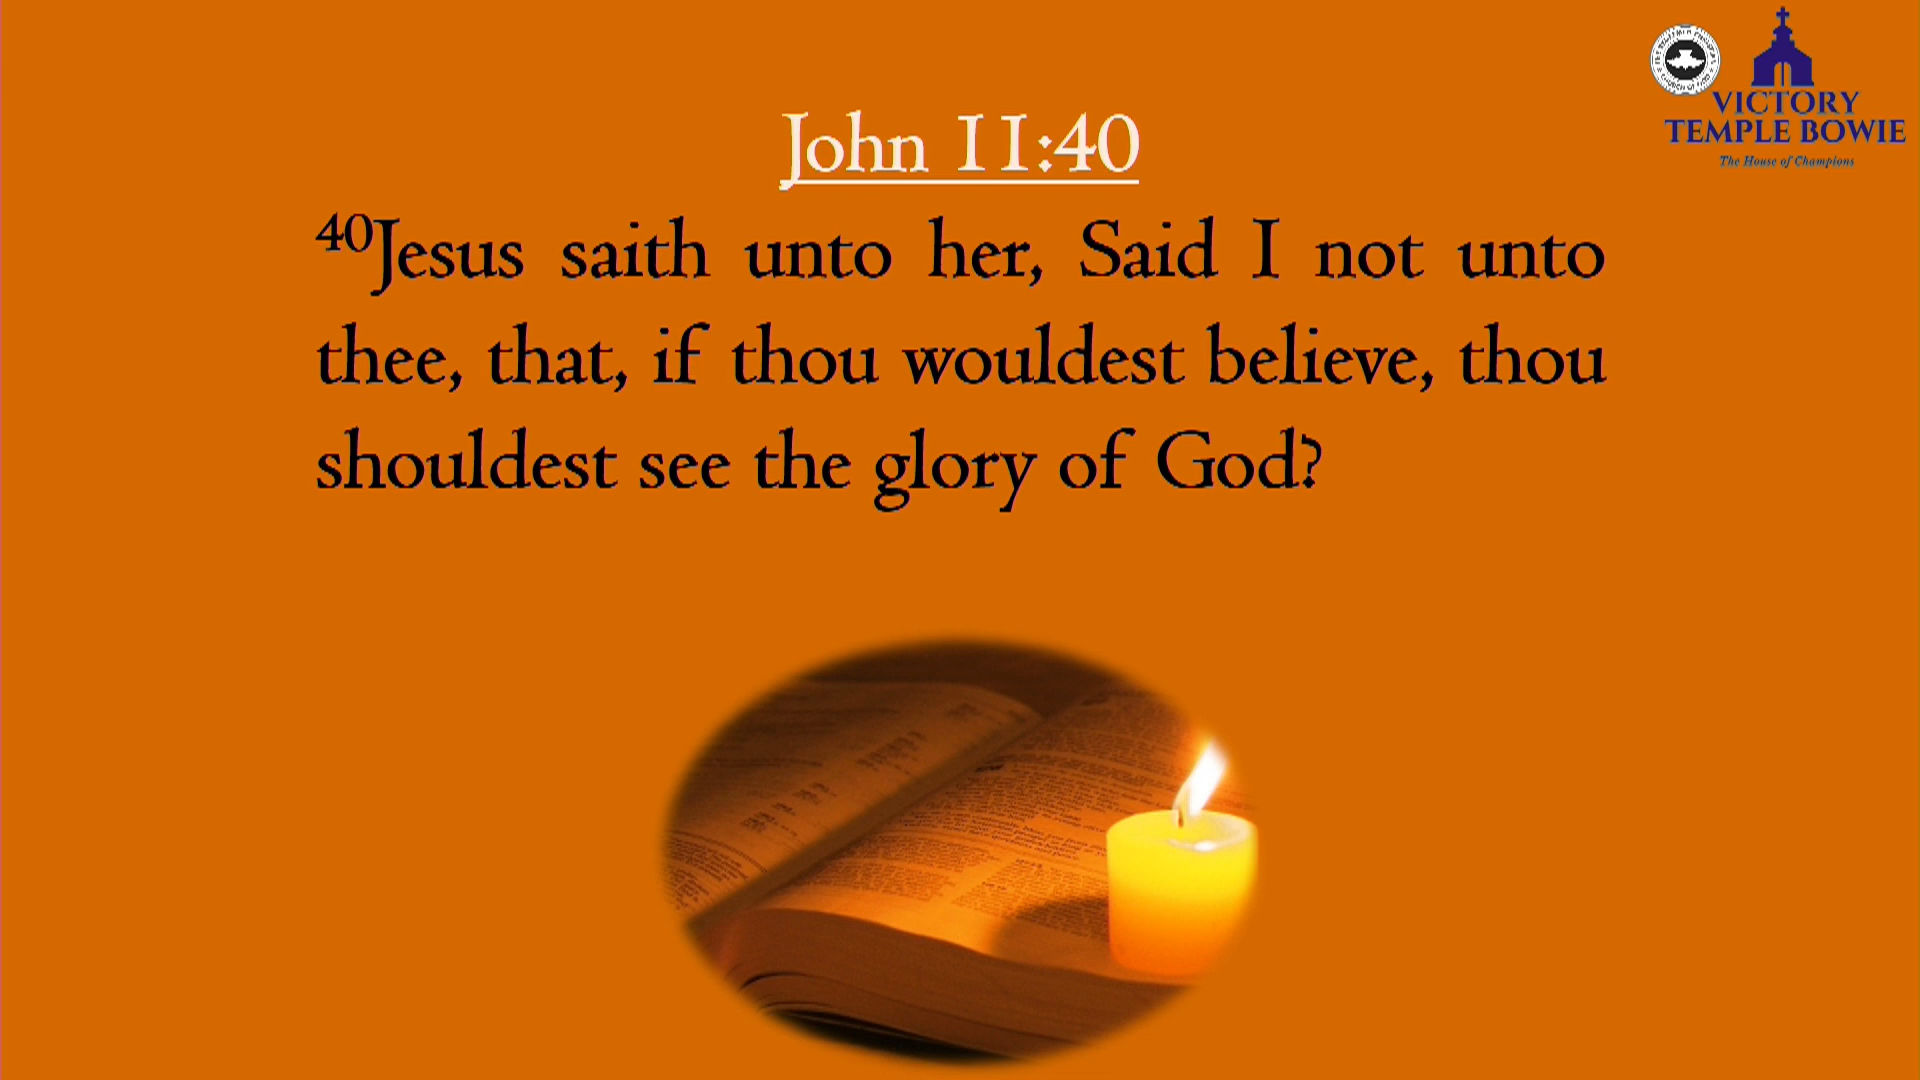 VICTORY
TEMPLE BOWIE
The House of Champions
John 11:40
40Jesus saith unto her, Said I not unto
thee, that, if thou wouldest believe, thou
shouldest see the glory of God?